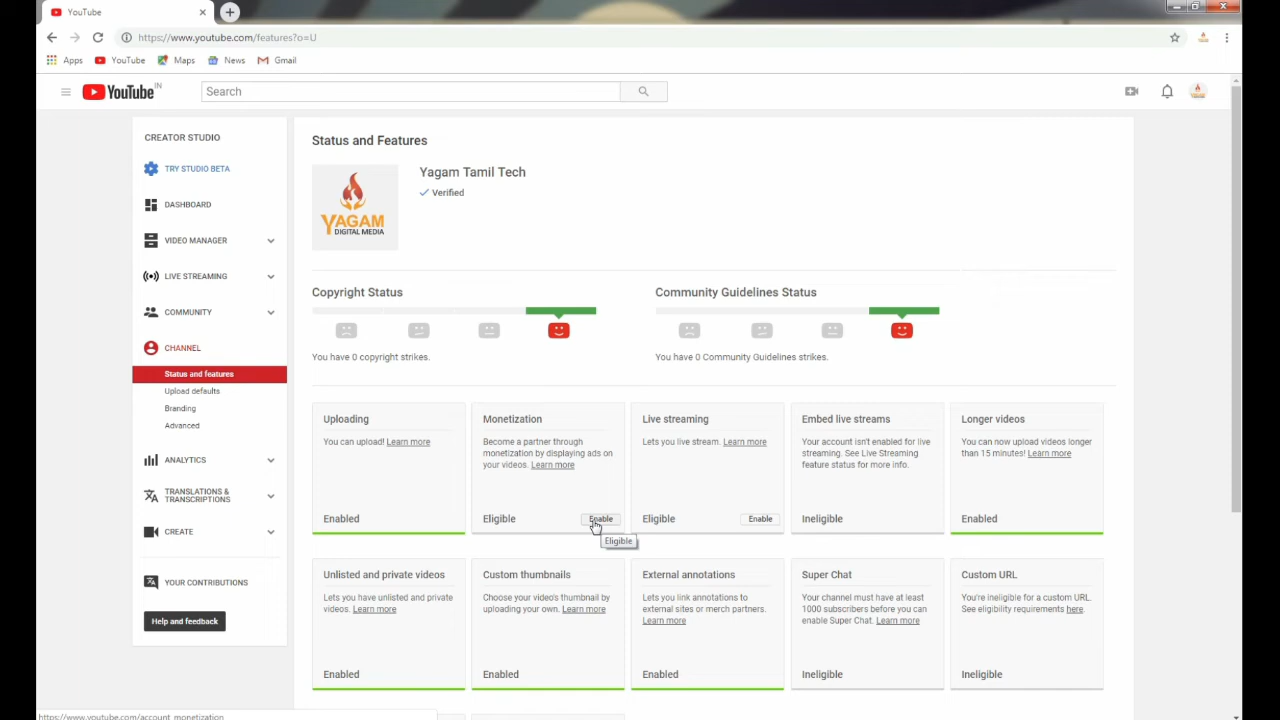 YouTube
https://www.youtube.com/features?o=U
Apps YouTube Maps News Gmail
YouTube IN
Search
CREATOR STUDIO
TRY STUDIO BETA
DASHBOARD
VIDEO MANAGER
LIVE STREAMING
COMMUNITY
CHANNEL
Status and features
Upload defaults
Branding
Advanced
ANALYTICS
TRANSLATIONS &
TRANSCRIPTIONS
CREATE
YOUR CONTRIBUTIONS
Help and feedback
Status and Features
YAGAM
DIGITAL MEDIA
Yagam Tamil Tech
Verified
Copyright Status
You have 0 copyright strikes.
Community Guidelines Status
You have 0 Community Guidelines strikes.
Uploading
You can upload! Learn more
Enabled
Monetization
Become a partner through
monetization by displaying ads on
your videos. Learn more
Eligible Enable
Eligible
Live streaming
Lets you live stream. Learn more
Eligible Enable
Embed live streams
Your account isn't enabled for live
streaming. See Live Streaming
feature status for more info.
Ineligible
Longer videos
You can now upload videos longer
than 15 minutes! Learn more
Enabled
Unlisted and private videos
Lets you have unlisted and private
videos. Learn more
Enabled
Custom thumbnails
Choose your video's thumbnail by
uploading your own. Learn more
Enabled
External annotations
Lets you link annotations to
external sites or merch partners.
Learn more
Enabled
Super Chat
Your channel must have at least
1000 subscribers before you can
enable Super Chat. Learn more
Ineligible
Custom URL
You're ineligible for a custom URL.
See eligibility requirements here.
Ineligible
https://www.youtube.com/account_monetization